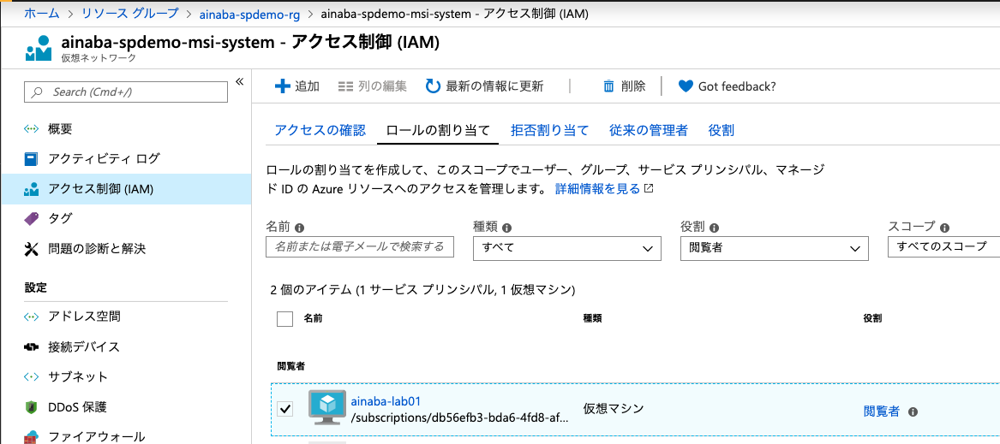 ホーム > リソース グループ > ainaba-spdemo-rg > ainaba-spdemo-msi-system - アクセス制御 (IAM)
ainaba-spdemo-msi-system - アクセス制御 (IAM)
仮想ネットワーク
Search (Cmd+/)
«
概要
アクティビティ ログ
アクセス制御 (IAM)
タグ
問題の診断と解決
設定
アドレス空間
接続デバイス
サブネット
DDoS 保護
ファイアウォール
追加 列の編集 最新の情報に更新 | 削除 | Got feedback?
アクセスの確認 ロールの割り当て 拒否割り当て 従来の管理者 役割
ロールの割り当てを作成して、このスコープでユーザー、グループ、サービス プリンシパル、マネージ
ド ID の Azure リソースへのアクセスを管理します。 詳細情報を見る
名前 種類 役割 スコープ
名前または電子メールで検索する すべて 閲覧者 すべてのスコープ
2 個のアイテム (1 サービス プリンシパル, 1 仮想マシン)
名前 種類 役割
閲覧者
ainaba-lab01
/subscriptions/db56efb3-bda6-4fd8-af...
仮想マシン
閲覧者